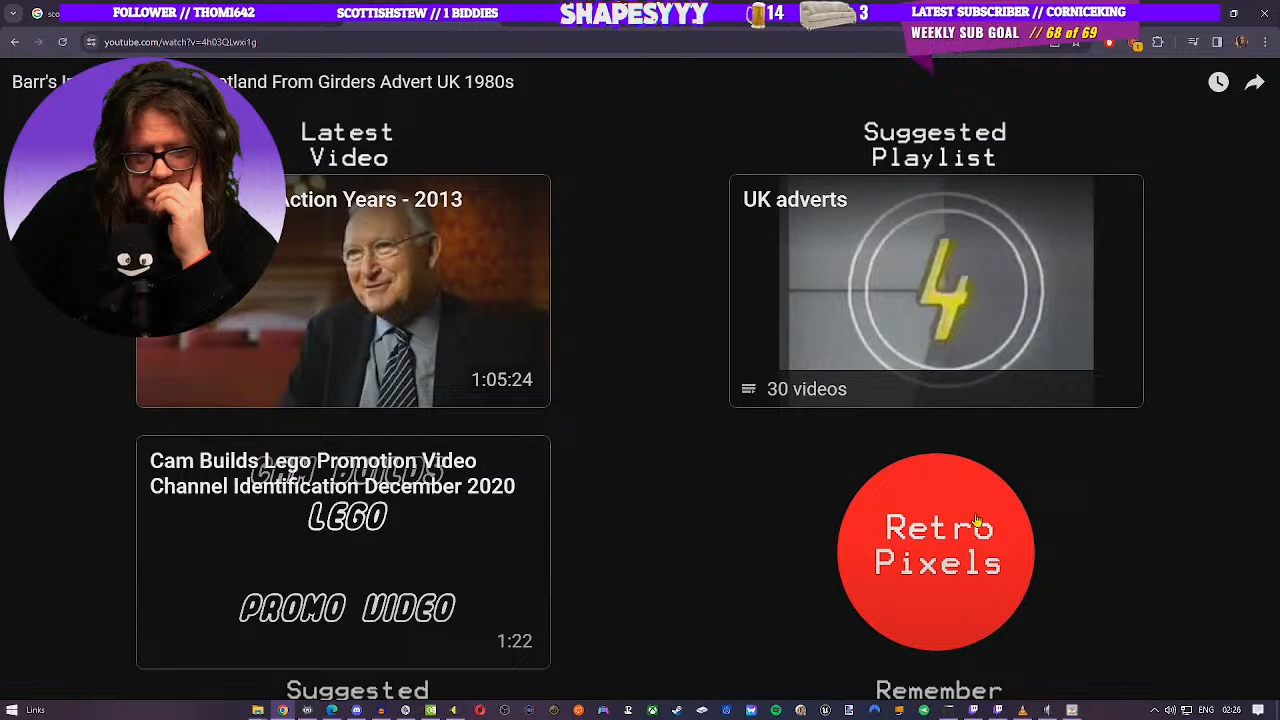 FOLLOWER // THOM1642
SCOTTISHSTEW // 1 BIDDIES
SHAPESYYY
14
3
LATEST SUBSCRIBER // CORNICEKING
WEEKLY SUB GOAL // 68 of 69
youtube.com/watch?v=4h03QLwxi1g
Barr's
tland From Girders Advert UK 1980s
Latest
Video
Suggested
Playlist
Action Years - 2013
UK adverts
4
1:05:24
30 videos
Cam Builds Lego Promotion Video
Channel Identification December 2020
CAM BUILDS
LEGO
PROMO VIDEO
1:22
Retro
Pixels
Suggested
Remember
Links
ENG
02:26